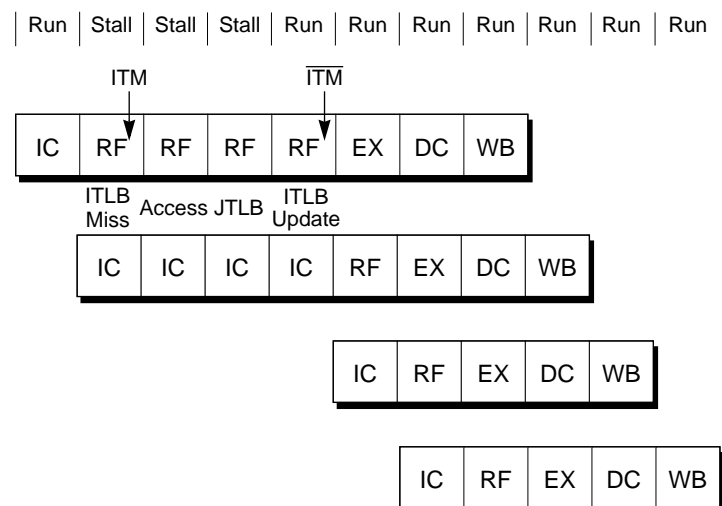 Run Stall Stall Stall Run Run Run Run Run Run Run
ITM I̅T̅M̅
IC RF RF RF RF EX DC WB
ITLB Miss Access JTLB ITLB Update
IC IC IC IC RF EX DC WB
IC RF EX DC WB
IC RF EX DC WB